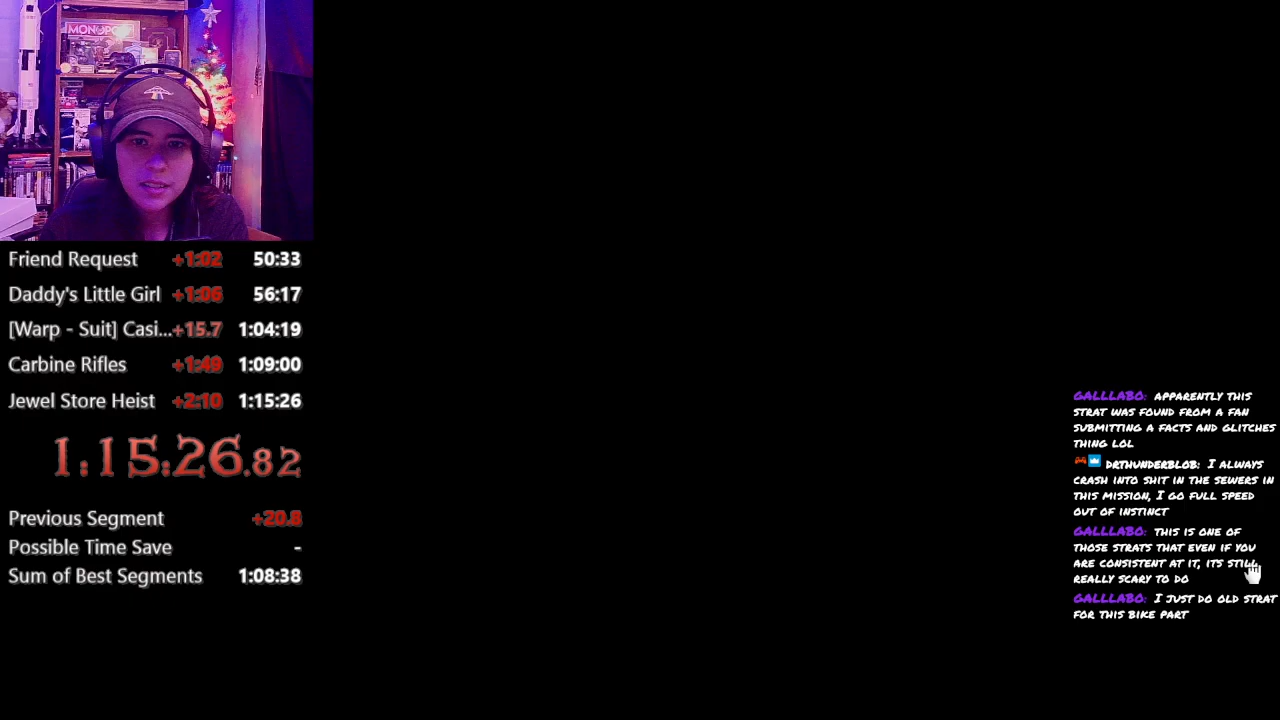 MONOPOLY
Friend Request +1:02 50:33
Daddy's Little Girl +1:06 56:17
[Warp - Suit] Casi... +15.7 1:04:19
Carbine Rifles +1:49 1:09:00
Jewel Store Heist +2:10 1:15:26
1:15:26.82
Previous Segment +20.8
Possible Time Save -
Sum of Best Segments 1:08:38
GALLLABO: APPARENTLY THIS
STRAT WAS FOUND FROM A FAN
SUBMITTING A FACTS AND GLITCHES
THING LOL
DRTHUNDERBLOB: I ALWAYS
CRASH INTO SHIT IN THE SEWERS IN
THIS MISSION, I GO FULL SPEED
OUT OF INSTINCT
GALLLABO: THIS IS ONE OF
THOSE STRATS THAT EVEN IF YOU
ARE CONSISTENT AT IT, ITS STILL
REALLY SCARY TO DO
GALLLABO: I JUST DO OLD STRAT
FOR THIS BIKE PART